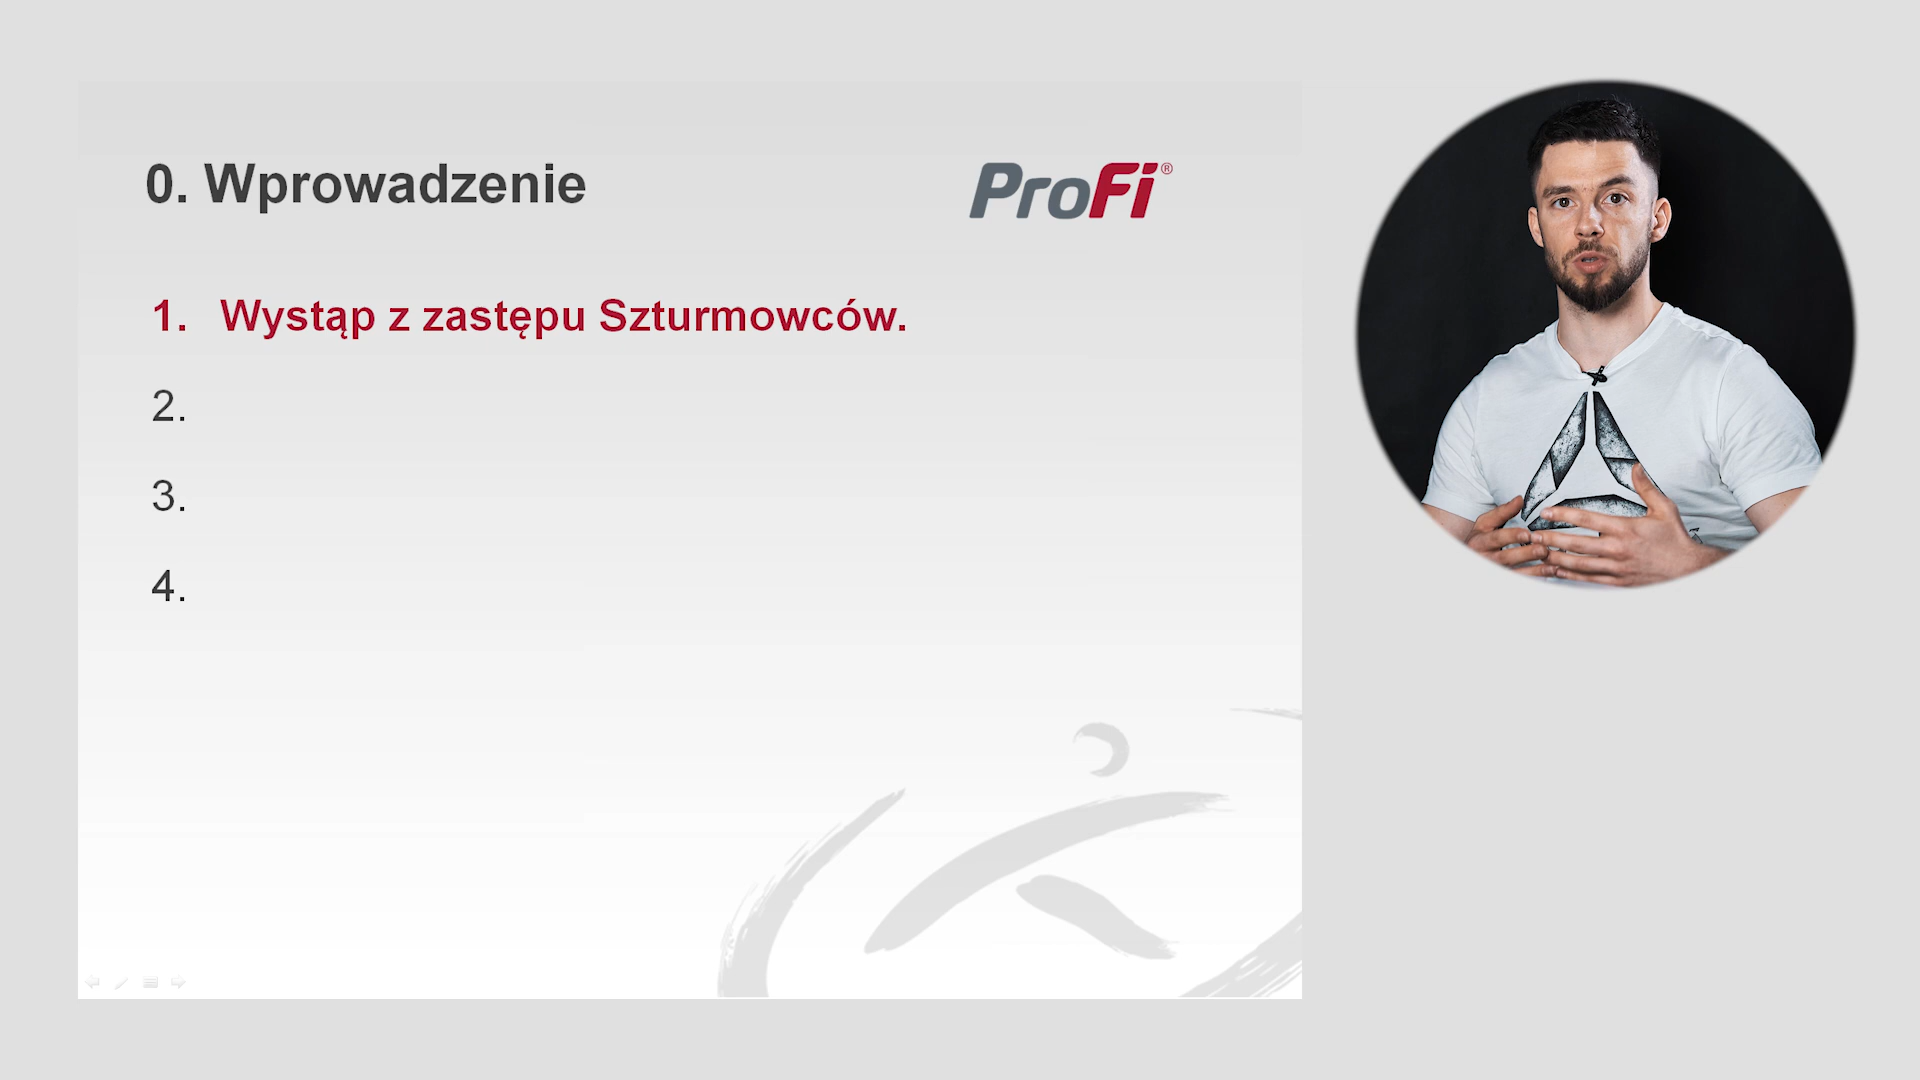 0. Wprowadzenie
ProFi®
1. Wystąp z zastępu Szturmowców.
2.
3.
4.